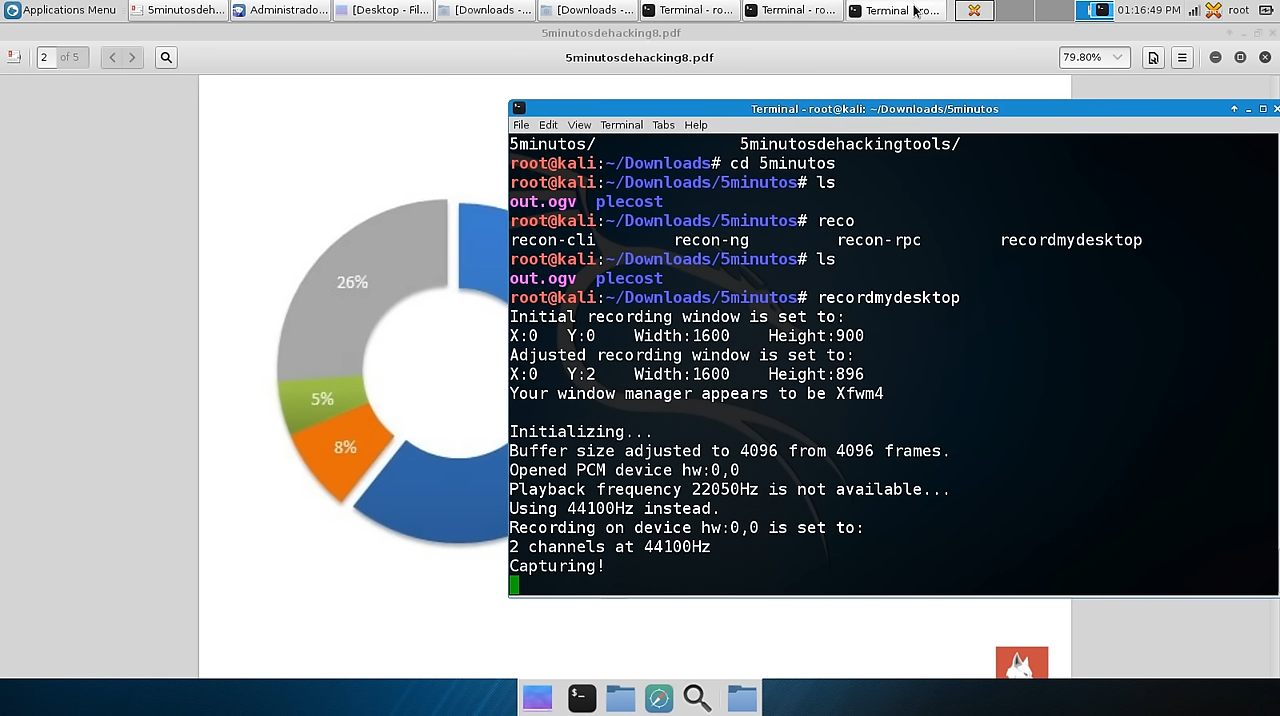 Applications Menu
5minutosdeh...
Administrado...
[Desktop - Fil...
[Downloads -...
[Downloads -...
Terminal - ro...
Terminal - ro...
Terminal
01:16:49 PM
root
5minutosdehacking8.pdf
2 of 5
5minutosdehacking8.pdf
79.80%
Terminal - root@kali: ~/Downloads/5minutos
File Edit View Terminal Tabs Help
5minutos/ 5minutosdehackingtools/
root@kali:~/Downloads# cd 5minutos
root@kali:~/Downloads/5minutos# ls
out.ogv plecost
root@kali:~/Downloads/5minutos# reco
recon-cli recon-ng recon-rpc recordmydesktop
root@kali:~/Downloads/5minutos# ls
out.ogv plecost
root@kali:~/Downloads/5minutos# recordmydesktop
Initial recording window is set to:
X:0 Y:0 Width:1600 Height:900
Adjusted recording window is set to:
X:0 Y:2 Width:1600 Height:896
Your window manager appears to be Xfwm4
Initializing...
Buffer size adjusted to 4096 from 4096 frames.
Opened PCM device hw:0,0
Playback frequency 22050Hz is not available...
Using 44100Hz instead.
Recording on device hw:0,0 is set to:
2 channels at 44100Hz
Capturing!
26%
5%
8%